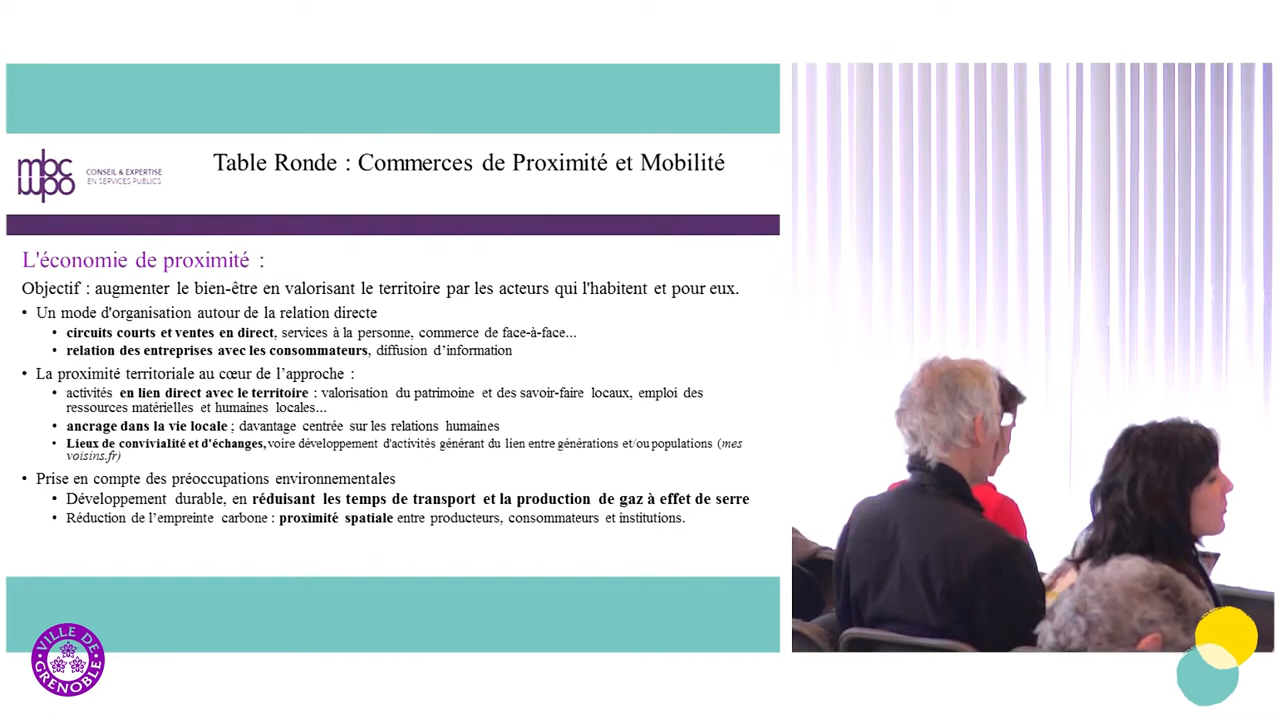 mbc
CONSEIL & EXPERTISE
EN SERVICES PUBLICS
Table Ronde : Commerces de Proximité et Mobilité
L'économie de proximité :
Objectif : augmenter le bien-être en valorisant le territoire par les acteurs qui l'habitent et pour eux.
• Un mode d'organisation autour de la relation directe
• circuits courts et ventes en direct, services à la personne, commerce de face-à-face...
• relation des entreprises avec les consommateurs, diffusion d’information
• La proximité territoriale au cœur de l’approche :
• activités en lien direct avec le territoire : valorisation du patrimoine et des savoir-faire locaux, emploi des
ressources matérielles et humaines locales...
• ancrage dans la vie locale ; davantage centrée sur les relations humaines
• Lieux de convivialité et d'échanges, voire développement d'activités générant du lien entre générations et/ou populations (mes
voisins.fr)
• Prise en compte des préoccupations environnementales
• Développement durable, en réduisant les temps de transport et la production de gaz à effet de serre
• Réduction de l’empreinte carbone : proximité spatiale entre producteurs, consommateurs et institutions.
VILLE DE
GRENOBLE